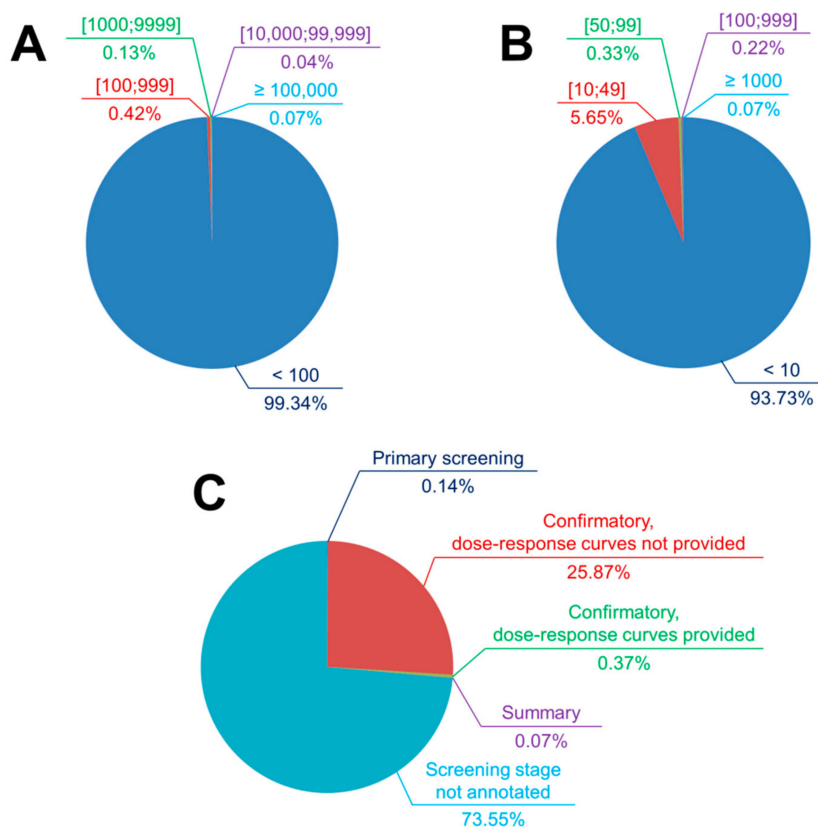 A
[1000;9999]
0.13%
[10,000;99,999]
0.04%
[100;999]
0.42%
≥ 100,000
0.07%
< 100
99.34%
B
[50;99]
0.33%
[100;999]
0.22%
[10;49]
5.65%
≥ 1000
0.07%
< 10
93.73%
C
Primary screening
0.14%
Confirmatory,
dose-response curves not provided
25.87%
Confirmatory,
dose-response curves provided
0.37%
Summary
0.07%
Screening stage
not annotated
73.55%